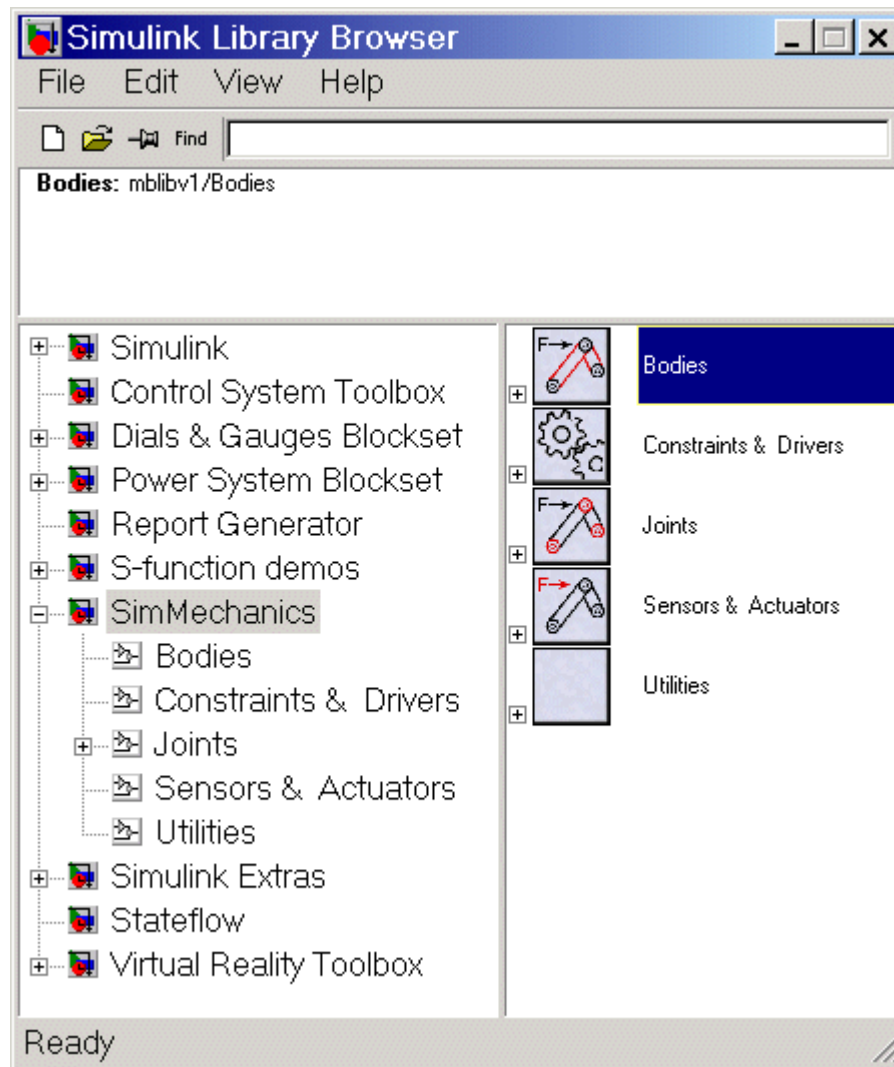 Simulink Library Browser
File Edit View Help
Find
Bodies: mblibv1/Bodies
Simulink
Control System Toolbox
Dials & Gauges Blockset
Power System Blockset
Report Generator
S-function demos
SimMechanics
Bodies
Constraints & Drivers
Joints
Sensors & Actuators
Utilities
Simulink Extras
Stateflow
Virtual Reality Toolbox
F
Bodies
Constraints & Drivers
F
Joints
F
Sensors & Actuators
Utilities
Ready